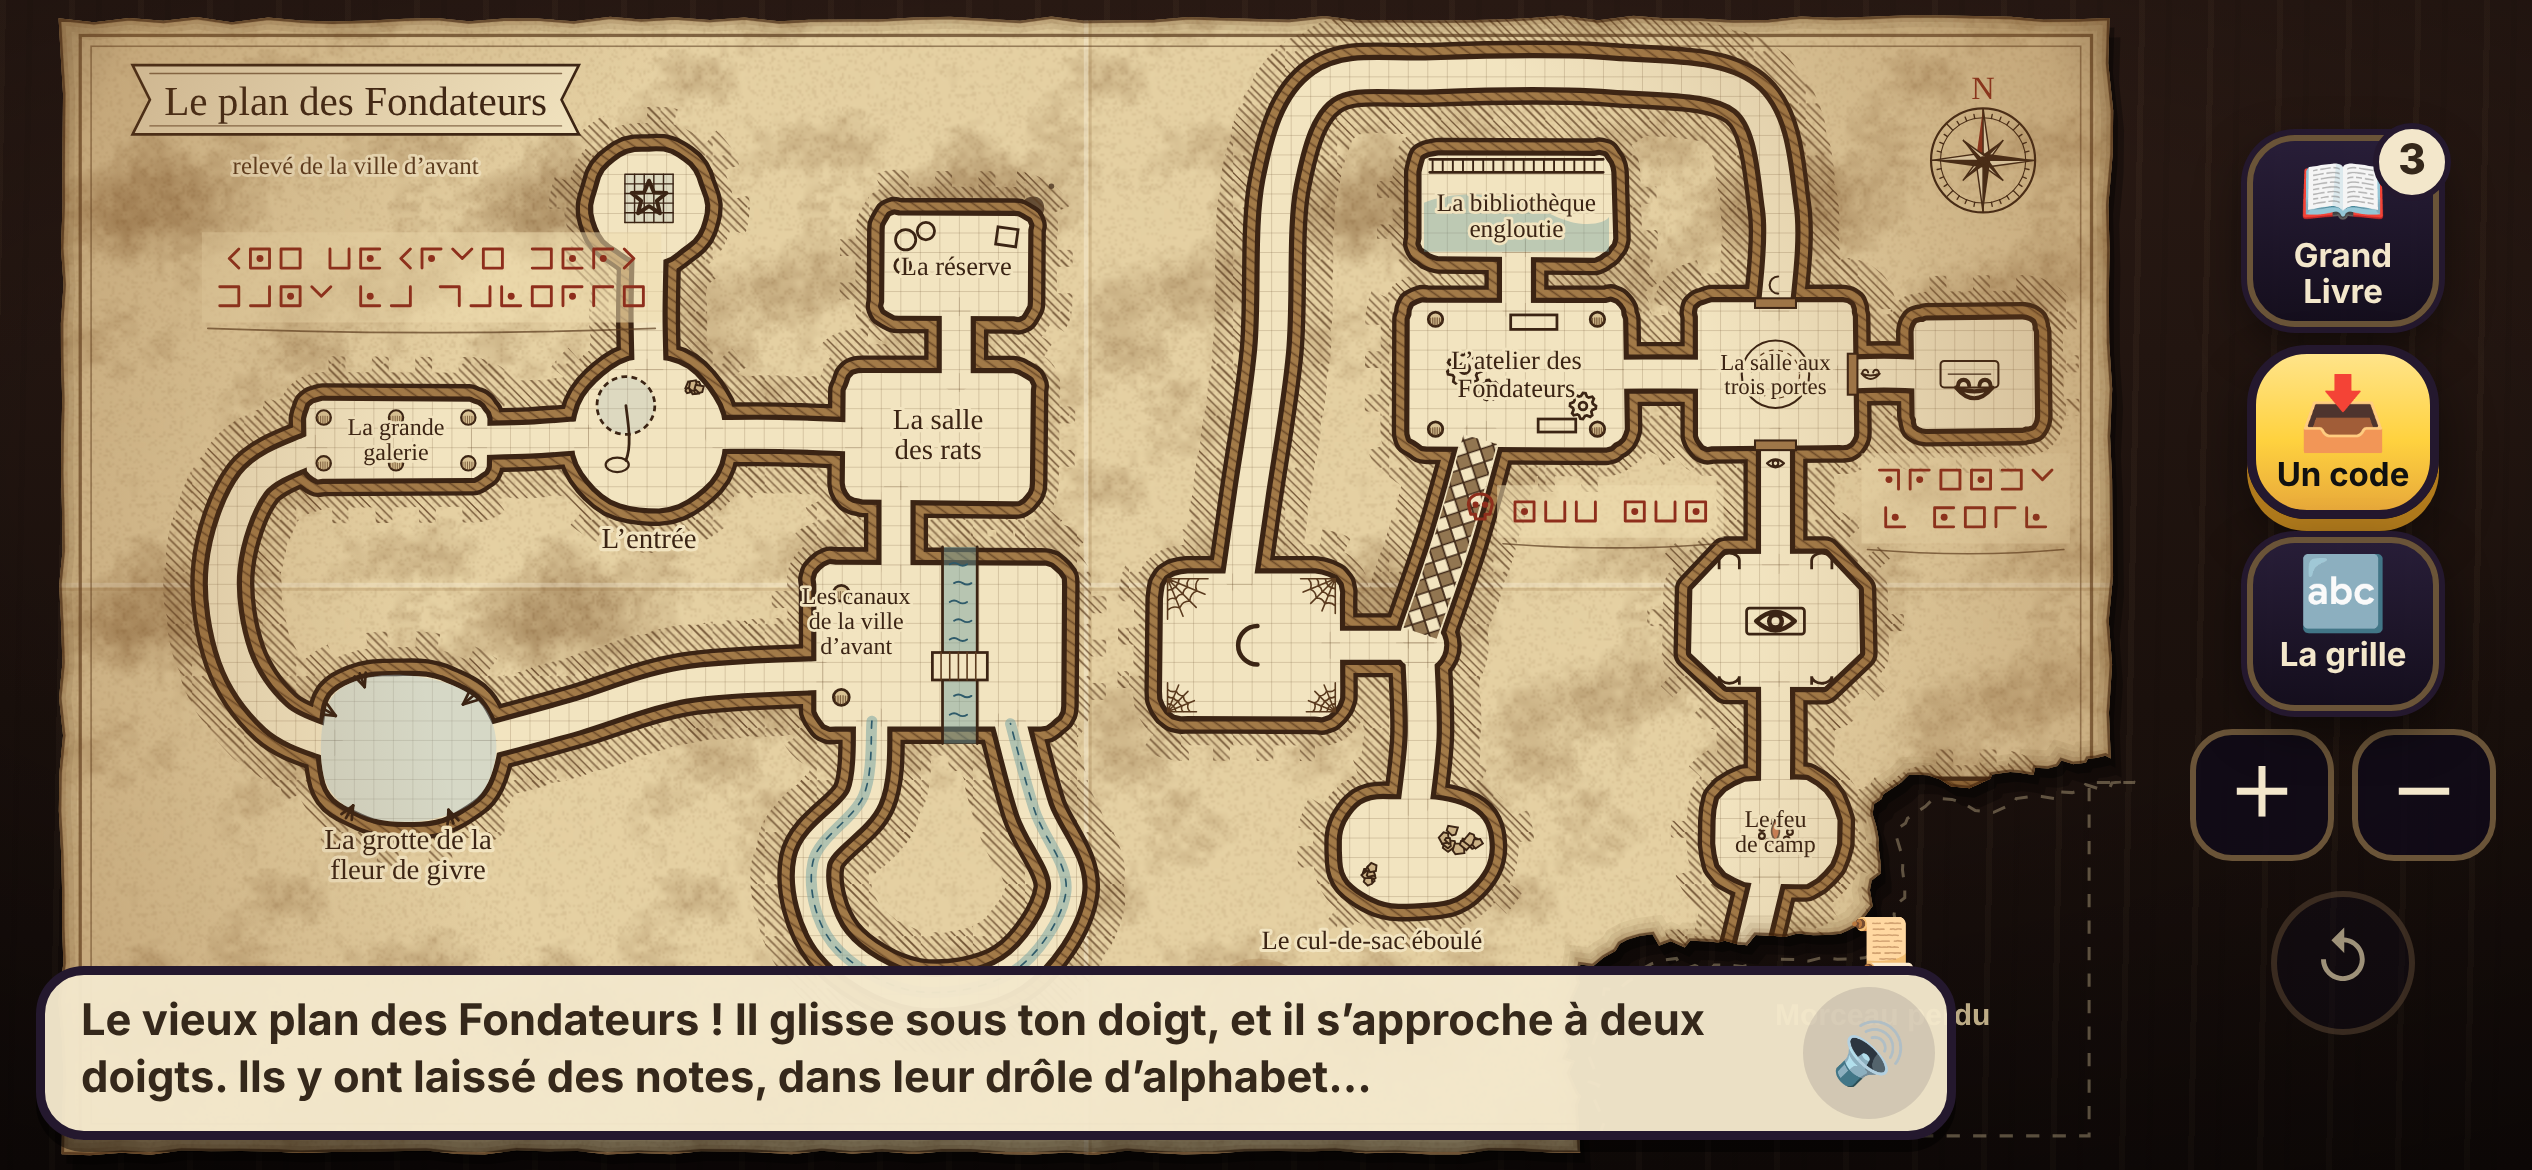 Le plan des Fondateurs
relevé de la ville d’avant
N
La réserve
La bibliothèque
engloutie
L’atelier des
Fondateurs
La salle aux
trois portes
La grande
galerie
La salle
des rats
L’entrée
Les canaux
de la ville
d’avant
La grotte de la
fleur de givre
Le feu
de camp
Le cul-de-sac éboulé
Morceau perdu
Le vieux plan des Fondateurs ! Il glisse sous ton doigt, et il s’approche à deux
doigts. Ils y ont laissé des notes, dans leur drôle d’alphabet…
3
Grand
Livre
Un code
abc
La grille
+
−